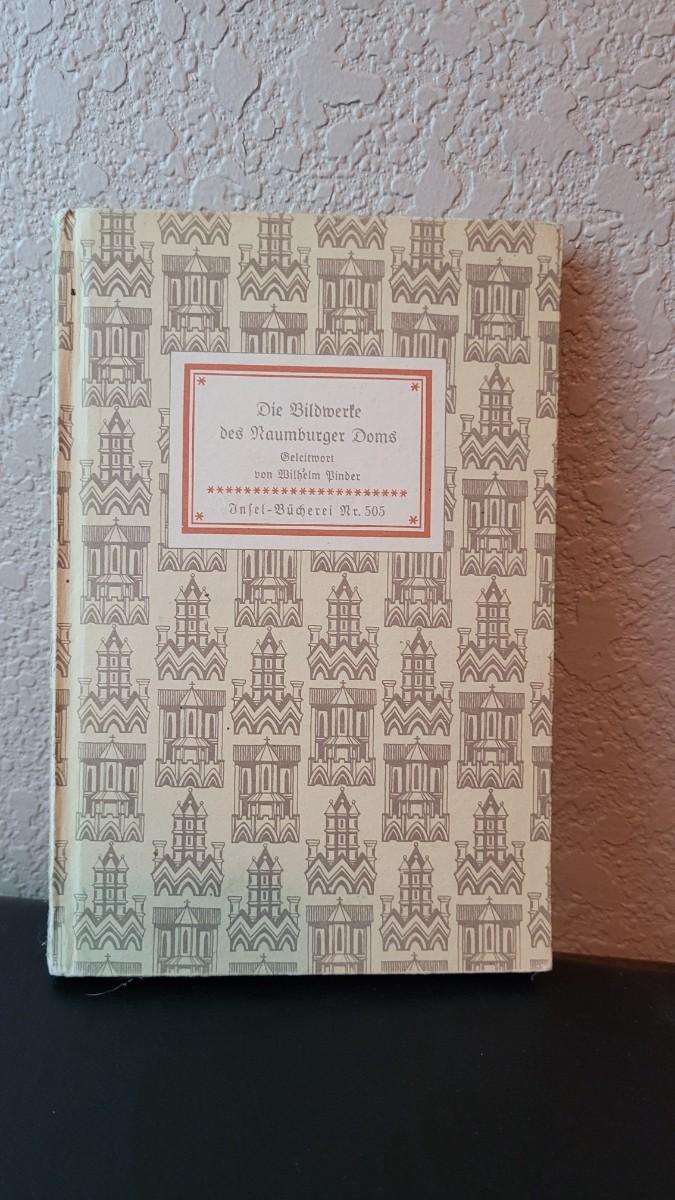 Die Bildwerke
des Naumburger Doms
Geleitwort
von Wilhelm Pinder
********************
Insel-Bücherei Nr. 505